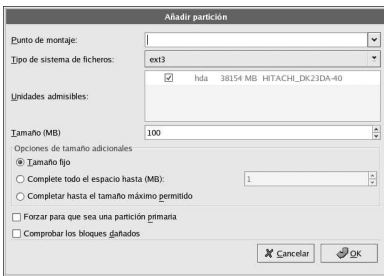 Añadir partición
Punto de montaje:
Tipo de sistema de ficheros: ext3
hda 38154 MB HITACHI_DK23DA-40
Unidades admisibles:
Tamaño (MB) 100
Opciones de tamaño adicionales
Tamaño fijo
Complete todo el espacio hasta (MB): 1
Completar hasta el tamaño máximo permitido
Forzar para que sea una partición primaria
Comprobar los bloques dañados
Cancelar OK